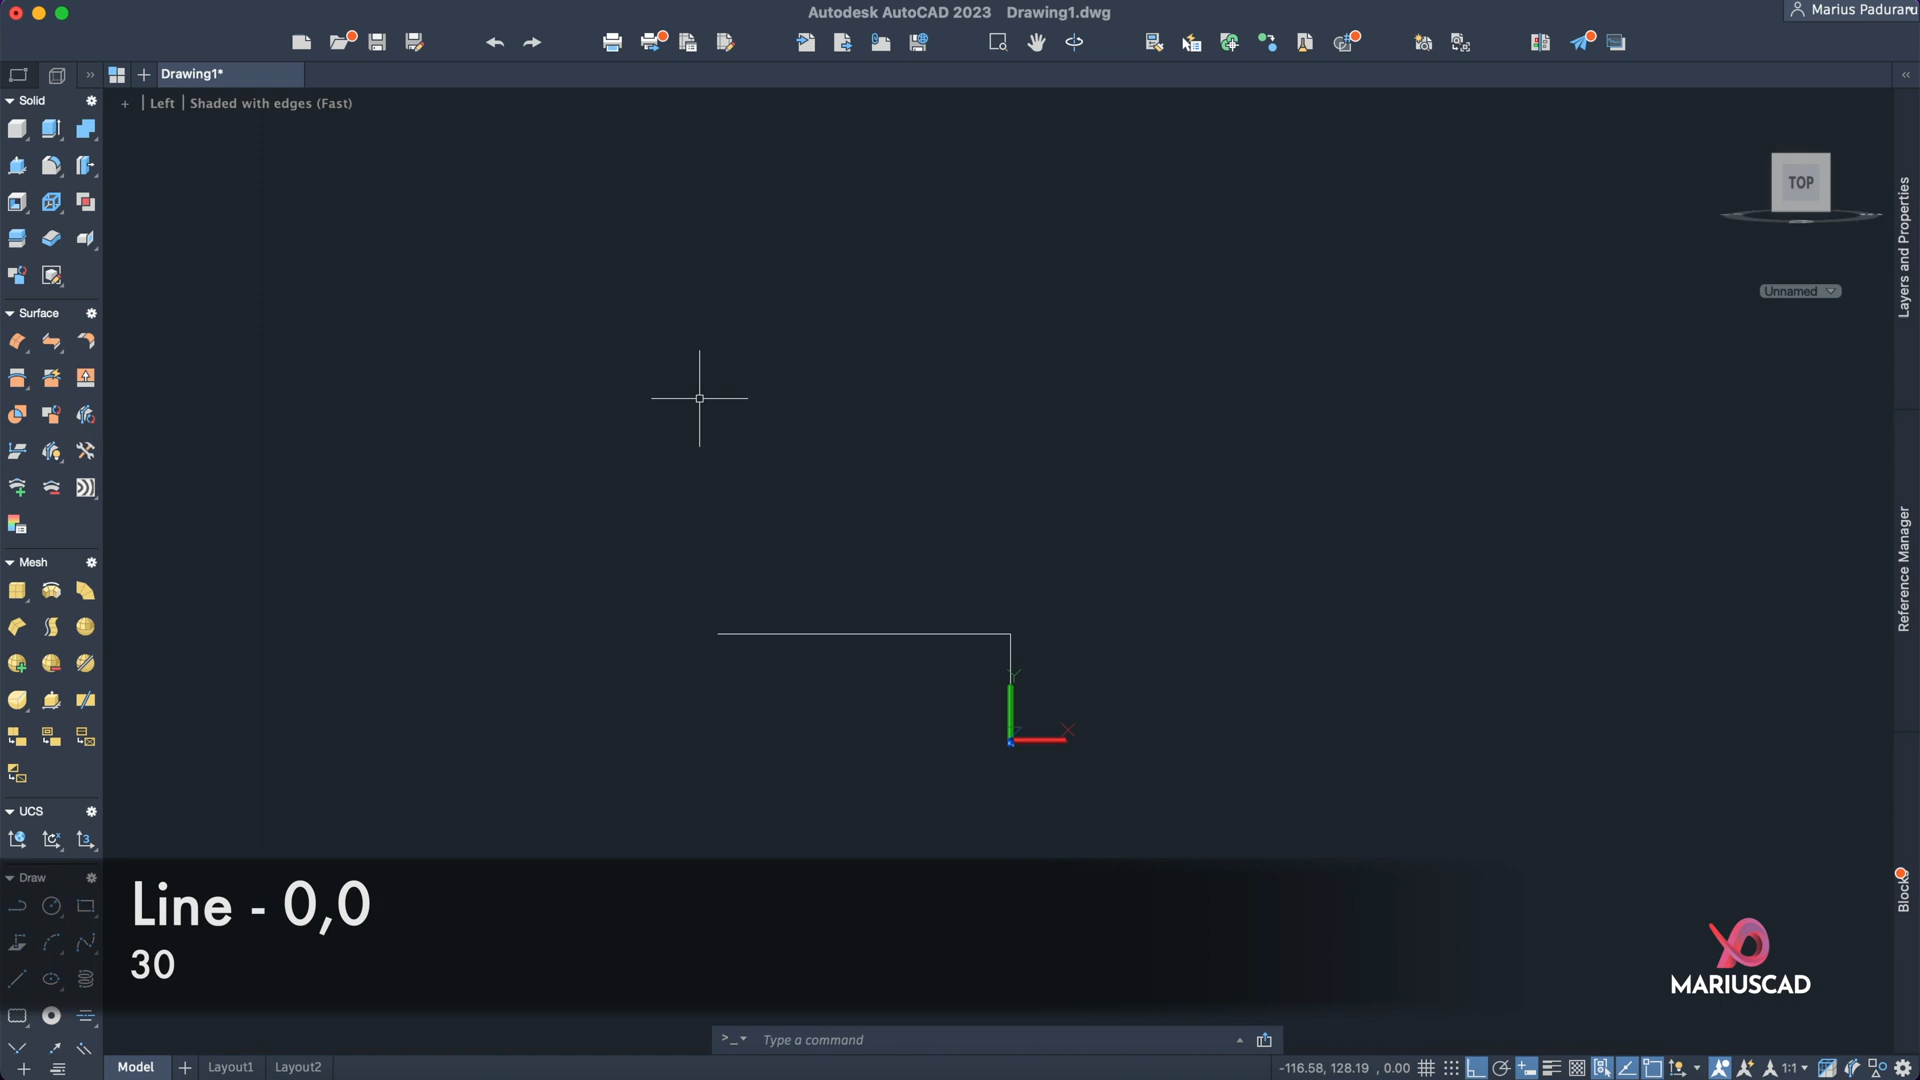 Autodesk AutoCAD 2023 Drawing1.dwg
Marius Paduraru
Drawing1*
Solid
+ | Left | Shaded with edges (Fast)
TOP
Unnamed
Layers and Properties
Surface
Reference Manager
Mesh
Y
X
UCS
Draw
Blocks
Line - 0,0
30
MARIUSCAD
>_ Type a command
Model
Layout1
Layout2
-116.58, 128.19 , 0.00
1:1